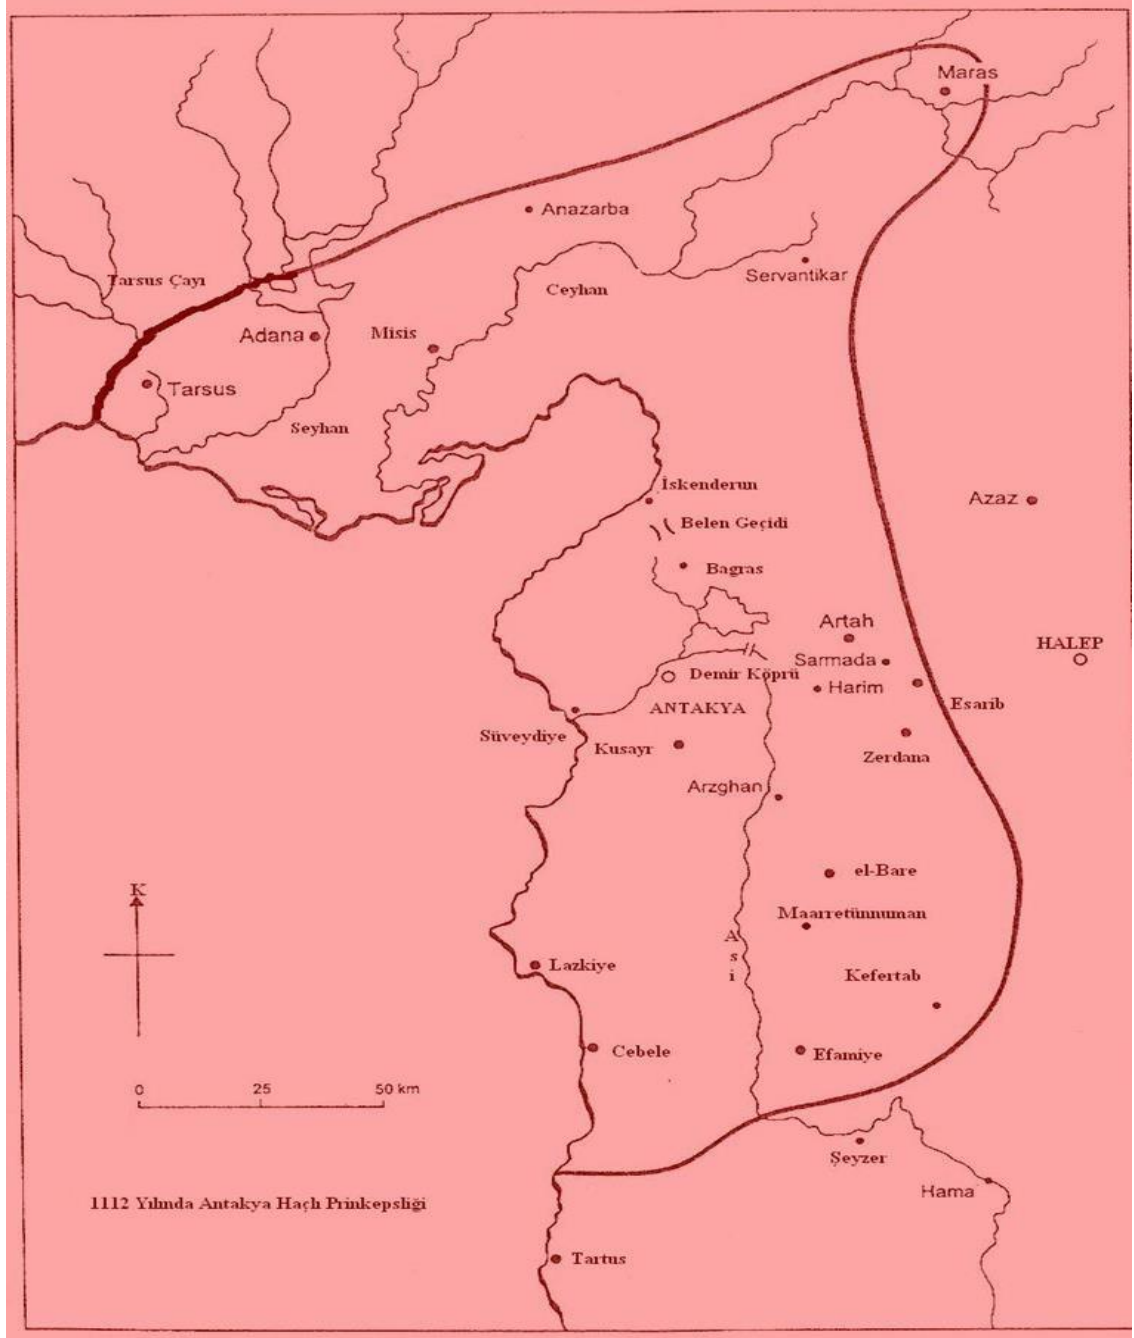 Maras
Anazarba
Servantikar
Tarsus Çayı
Ceyhan
Adana
Misis
Tarsus
Seyhan
İskenderun
Azaz
Belen Geçidi
Bagras
Artah
HALEP
Sarmada
Demir Köprü
Harim
ANTAKYA
Esarib
Süveydiye
Kusayr
Zerdana
Arzghan
el-Bare
K
Maarretünnuman
Asi
Lazkiye
Kefertab
Cebele
Efamiye
0 25 50 km
Şeyzer
Hama
1112 Yılında Antakya Haçlı Prinkepsliği
Tartus